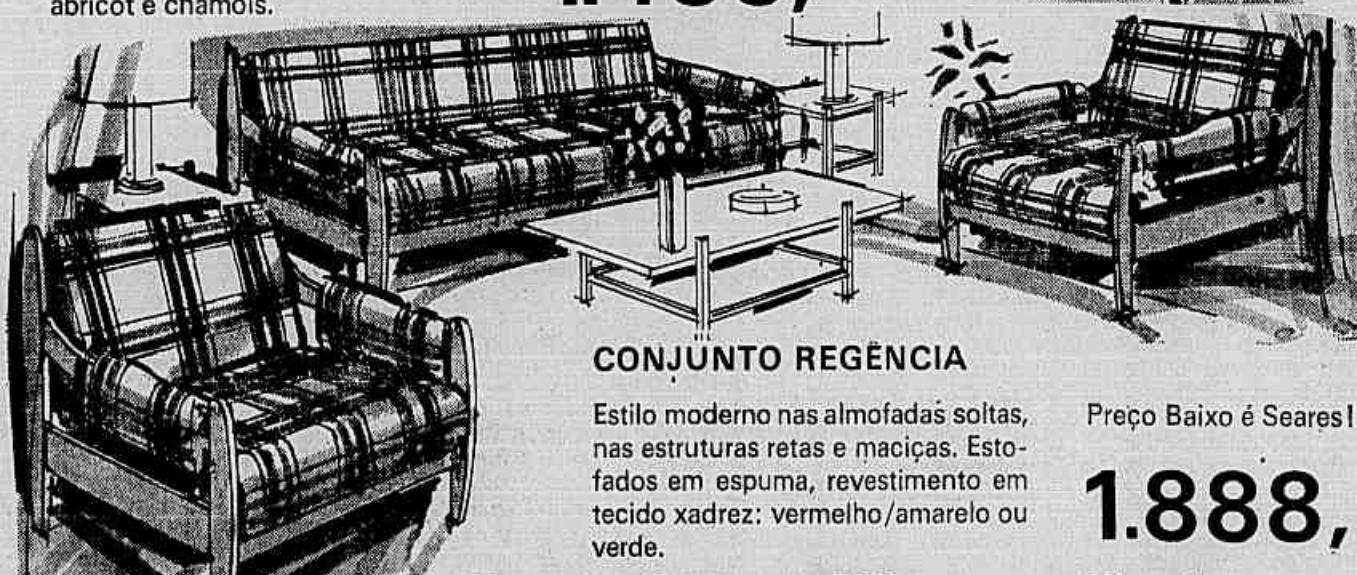 abricot e chamois.
CONJUNTO REGÊNCIA
Estilo moderno nas almofadas soltas,
nas estruturas retas e maciças. Esto-
fados em espuma, revestimento em
tecido xadrez: vermelho/amarelo ou
verde.
Preço Baixo é Seares!
1.888,